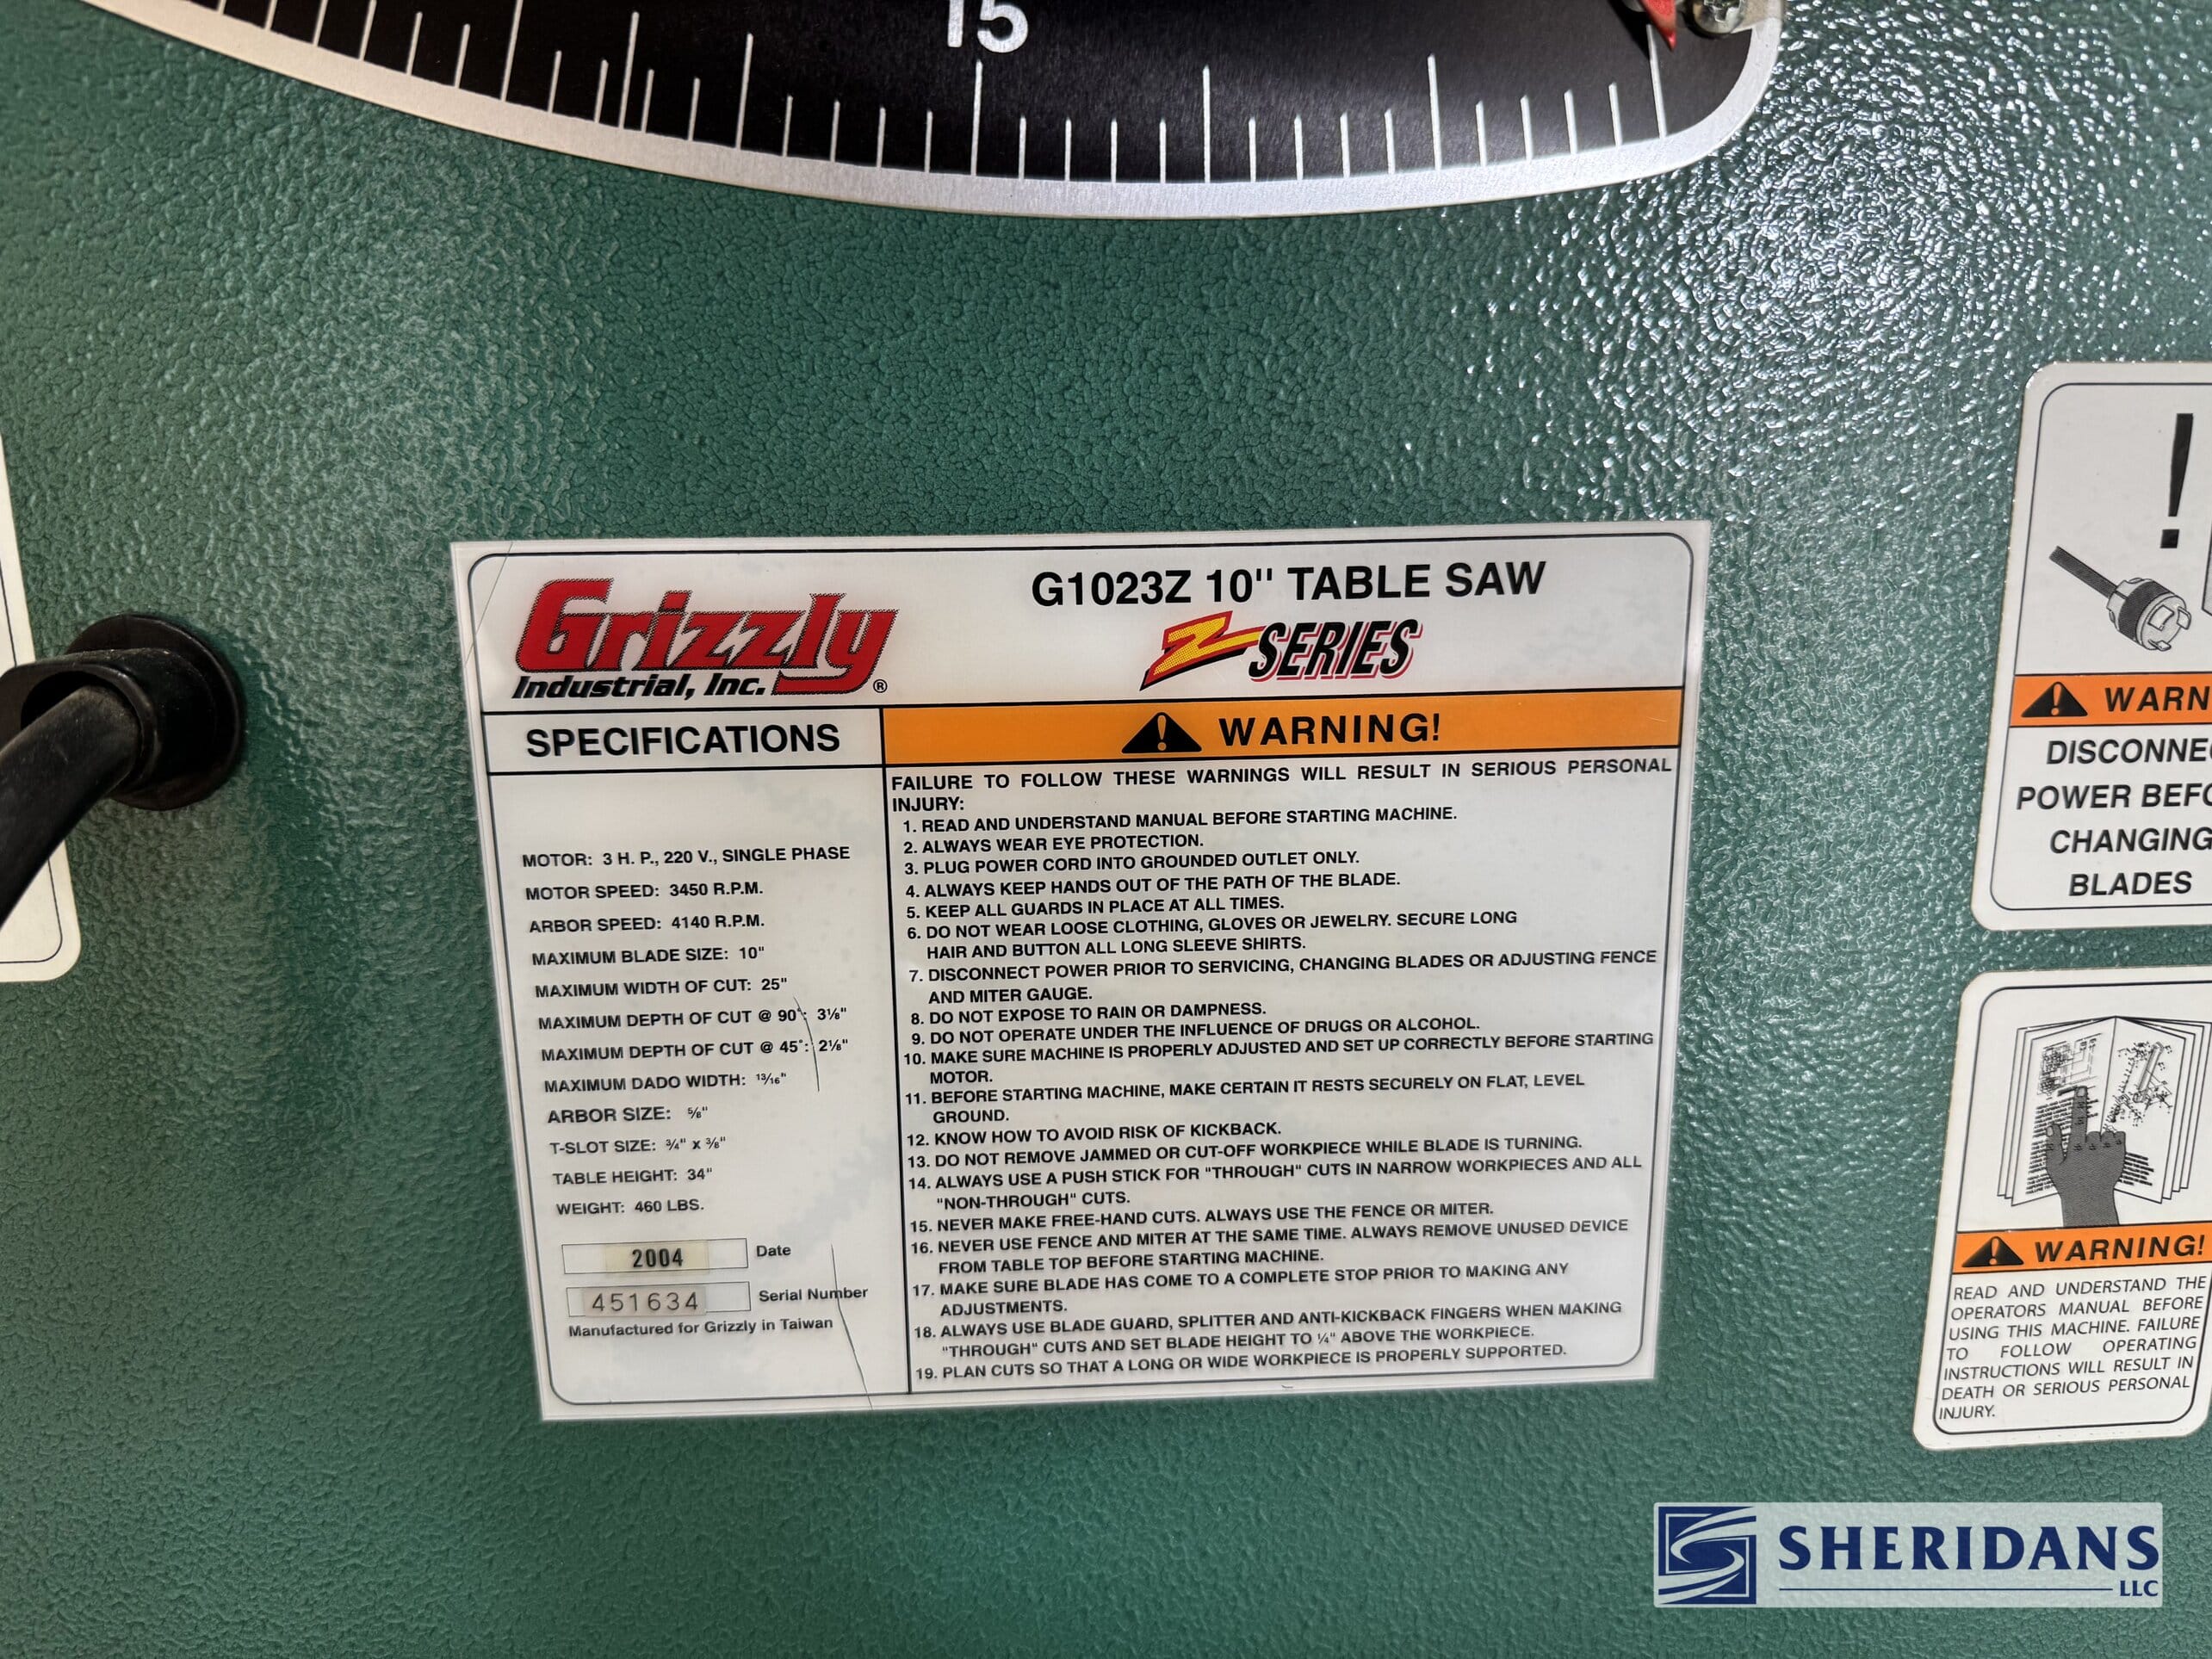 15
G1023Z 10" TABLE SAW
Grizzly
Industrial, Inc. ®
Z SERIES
SPECIFICATIONS
MOTOR: 3 H. P., 220 V., SINGLE PHASE
MOTOR SPEED: 3450 R.P.M.
ARBOR SPEED: 4140 R.P.M.
MAXIMUM BLADE SIZE: 10"
MAXIMUM WIDTH OF CUT: 25"
MAXIMUM DEPTH OF CUT @ 90°: 3⅛"
MAXIMUM DEPTH OF CUT @ 45°: 2⅛"
MAXIMUM DADO WIDTH: 13/16"
ARBOR SIZE: ⅝"
T-SLOT SIZE: ¾" x ⅜"
TABLE HEIGHT: 34"
WEIGHT: 460 LBS.
2004 Date
451634 Serial Number
Manufactured for Grizzly in Taiwan
WARNING!
FAILURE TO FOLLOW THESE WARNINGS WILL RESULT IN SERIOUS PERSONAL
INJURY:
1. READ AND UNDERSTAND MANUAL BEFORE STARTING MACHINE.
2. ALWAYS WEAR EYE PROTECTION.
3. PLUG POWER CORD INTO GROUNDED OUTLET ONLY.
4. ALWAYS KEEP HANDS OUT OF THE PATH OF THE BLADE.
5. KEEP ALL GUARDS IN PLACE AT ALL TIMES.
6. DO NOT WEAR LOOSE CLOTHING, GLOVES OR JEWELRY. SECURE LONG
HAIR AND BUTTON ALL LONG SLEEVE SHIRTS.
7. DISCONNECT POWER PRIOR TO SERVICING, CHANGING BLADES OR ADJUSTING FENCE
AND MITER GAUGE.
8. DO NOT EXPOSE TO RAIN OR DAMPNESS.
9. DO NOT OPERATE UNDER THE INFLUENCE OF DRUGS OR ALCOHOL.
10. MAKE SURE MACHINE IS PROPERLY ADJUSTED AND SET UP CORRECTLY BEFORE STARTING
MOTOR.
11. BEFORE STARTING MACHINE, MAKE CERTAIN IT RESTS SECURELY ON FLAT, LEVEL
GROUND.
12. KNOW HOW TO AVOID RISK OF KICKBACK.
13. DO NOT REMOVE JAMMED OR CUT-OFF WORKPIECE WHILE BLADE IS TURNING.
14. ALWAYS USE A PUSH STICK FOR "THROUGH" CUTS IN NARROW WORKPIECES AND ALL
"NON-THROUGH" CUTS.
15. NEVER MAKE FREE-HAND CUTS. ALWAYS USE THE FENCE OR MITER.
16. NEVER USE FENCE AND MITER AT THE SAME TIME. ALWAYS REMOVE UNUSED DEVICE
FROM TABLE TOP BEFORE STARTING MACHINE.
17. MAKE SURE BLADE HAS COME TO A COMPLETE STOP PRIOR TO MAKING ANY
ADJUSTMENTS.
18. ALWAYS USE BLADE GUARD, SPLITTER AND ANTI-KICKBACK FINGERS WHEN MAKING
"THROUGH" CUTS AND SET BLADE HEIGHT TO ¼" ABOVE THE WORKPIECE.
19. PLAN CUTS SO THAT A LONG OR WIDE WORKPIECE IS PROPERLY SUPPORTED.
!
WARN
DISCONNE
POWER BEFO
CHANGING
BLADES
WARNING!
READ AND UNDERSTAND THE
OPERATORS MANUAL BEFORE
USING THIS MACHINE. FAILURE
TO FOLLOW OPERATING
INSTRUCTIONS WILL RESULT IN
DEATH OR SERIOUS PERSONAL
INJURY.
SHERIDANS
LLC